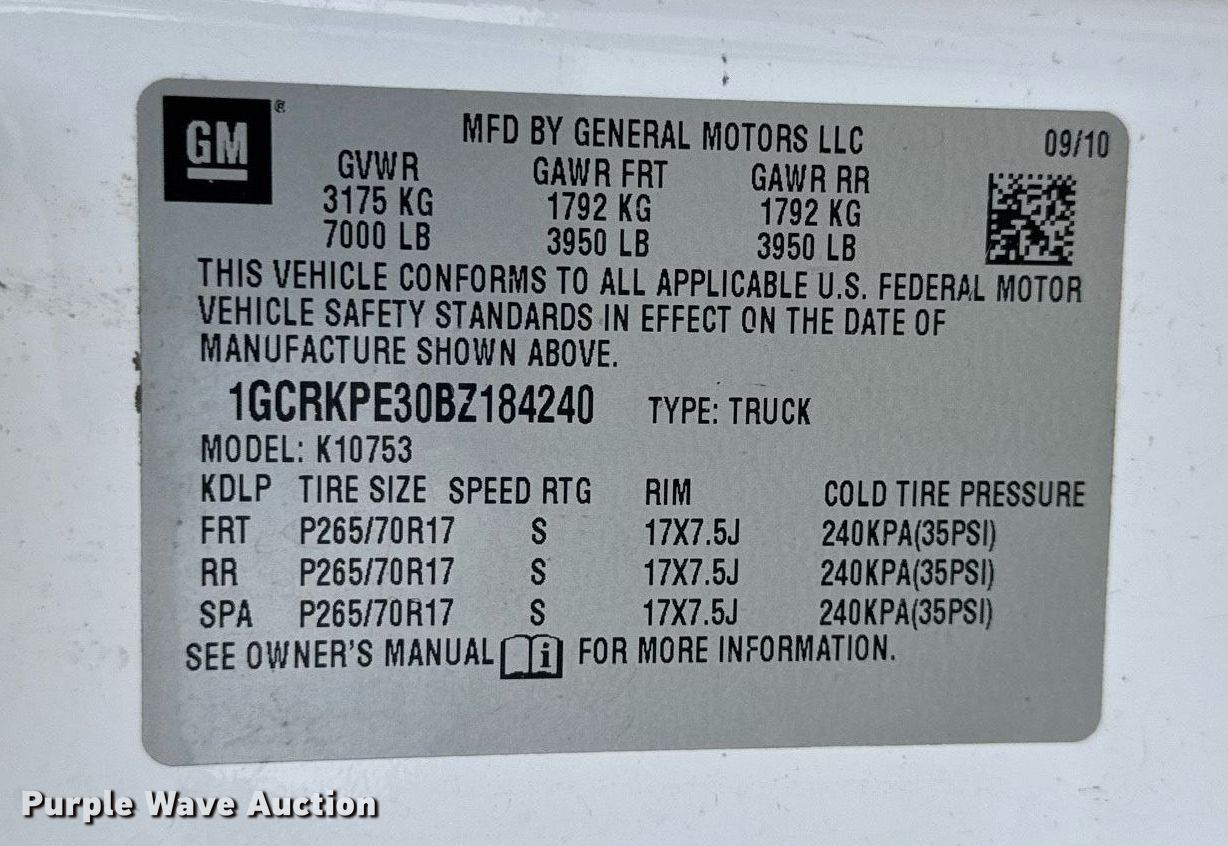 GM®
MFD BY GENERAL MOTORS LLC 09/10
GVWR GAWR FRT GAWR RR
3175 KG 1792 KG 1792 KG
7000 LB 3950 LB 3950 LB
THIS VEHICLE CONFORMS TO ALL APPLICABLE U.S. FEDERAL MOTOR
VEHICLE SAFETY STANDARDS IN EFFECT ON THE DATE OF
MANUFACTURE SHOWN ABOVE.
1GCRKPE30BZ184240 TYPE: TRUCK
MODEL: K10753
KDLP TIRE SIZE SPEED RTG RIM COLD TIRE PRESSURE
FRT P265/70R17 S 17X7.5J 240KPA(35PSI)
RR P265/70R17 S 17X7.5J 240KPA(35PSI)
SPA P265/70R17 S 17X7.5J 240KPA(35PSI)
SEE OWNER'S MANUAL i FOR MORE INFORMATION.
Purple Wave Auction